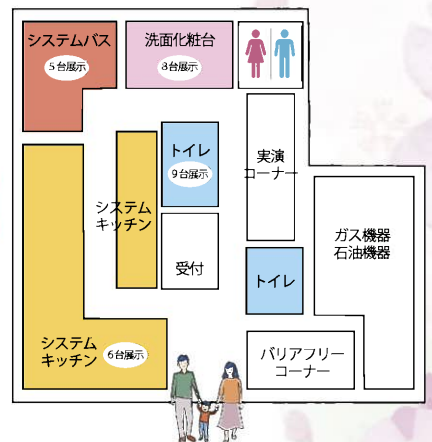 システムバス
5台展示
洗面化粧台
8台展示
トイレ
9台展示
実演
コーナー
システム
キッチン
受付
ガス機器
石油機器
トイレ
システム
キッチン
6台展示
バリアフリー
コーナー